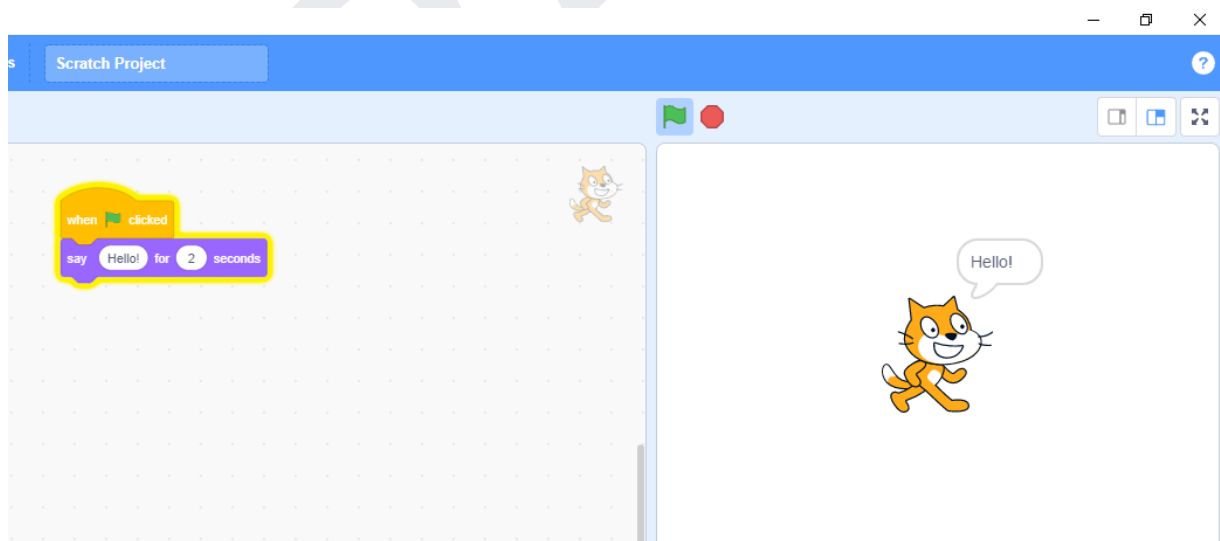 s
Scratch Project
?
when clicked
say Hello! for 2 seconds
Hello!